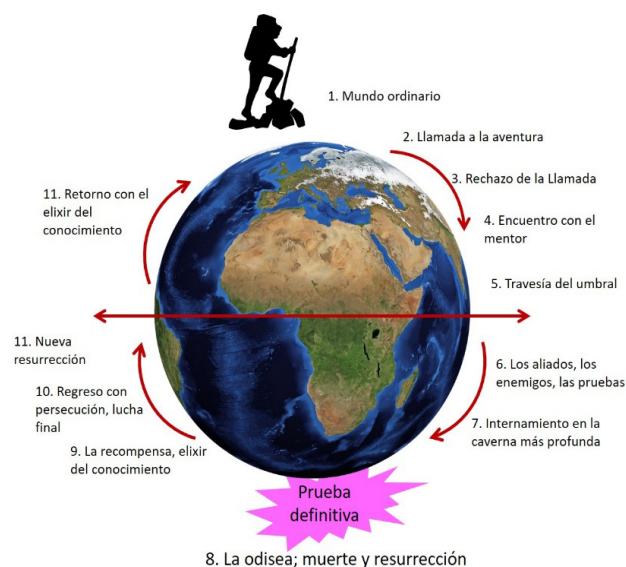 1. Mundo ordinario
2. Llamada a la aventura
3. Rechazo de la Llamada
4. Encuentro con el
mentor
5. Travesía del umbral
6. Los aliados, los
enemigos, las pruebas
7. Internamiento en la
caverna más profunda
Prueba
definitiva
8. La odisea; muerte y resurrección
9. La recompensa, elixir
del conocimiento
10. Regreso con
persecución, lucha
final
11. Nueva
resurrección
11. Retorno con el
elixir del
conocimiento